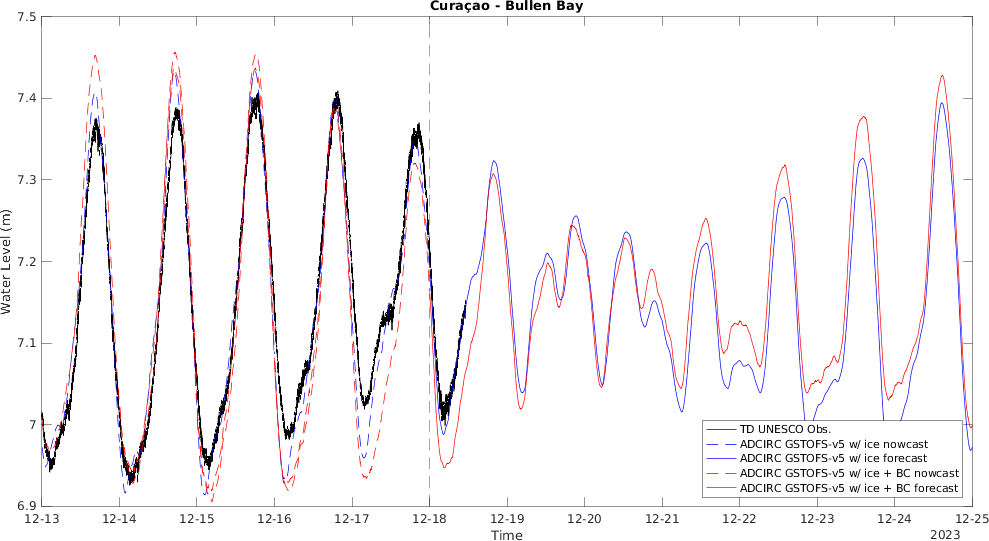 Curaçao - Bullen Bay
7.5
7.4
7.3
7.2
7.1
7
6.9
Water Level (m)
12-13
12-14
12-15
12-16
12-17
12-18
12-19
12-20
12-21
12-22
12-23
12-24
12-25
Time
2023
TD UNESCO Obs.
ADCIRC GSTOFS-v5 w/ ice nowcast
ADCIRC GSTOFS-v5 w/ ice forecast
ADCIRC GSTOFS-v5 w/ ice + BC nowcast
ADCIRC GSTOFS-v5 w/ ice + BC forecast